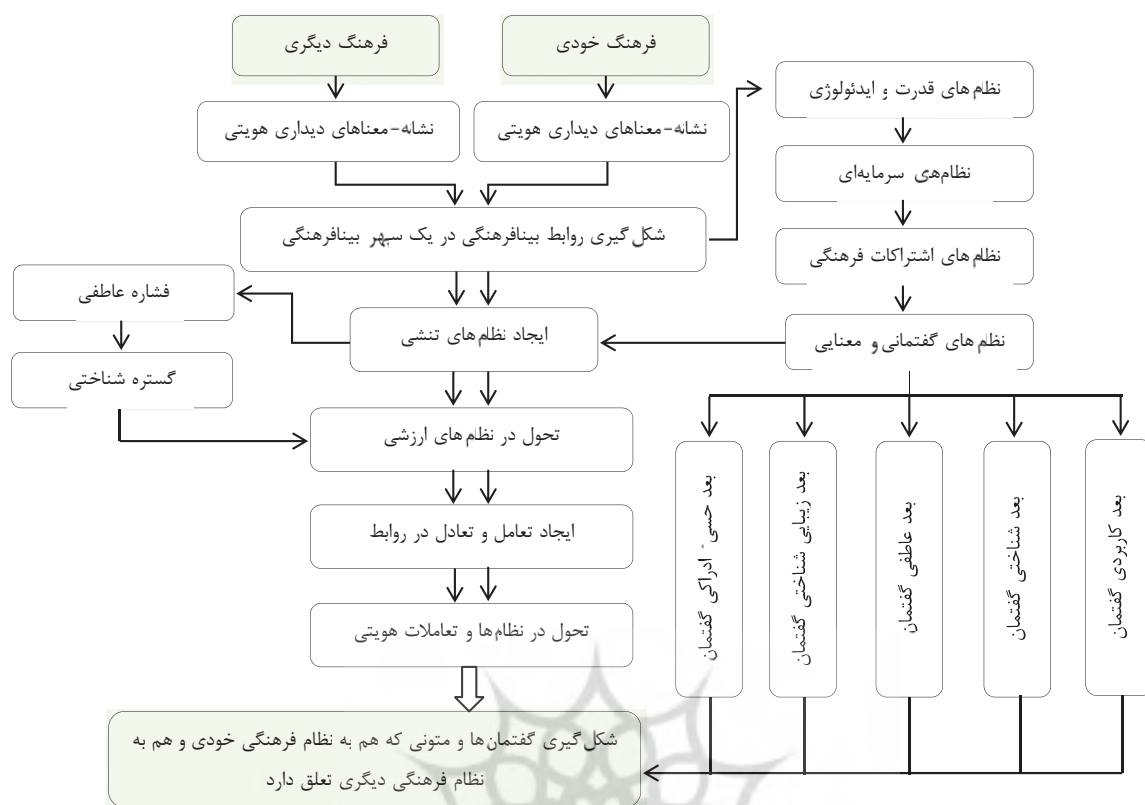 فرهنگ خودی
فرهنگ دیگری
نظام‌های قدرت و ایدئولوژی
نشانه-معناهای دیداری هویتی
نشانه-معناهای دیداری هویتی
نظام‌های سرمایه‌ای
شکل‌گیری روابط بینافرهنگی در یک سپهر بینافرهنگی
نظام‌های اشتراکات فرهنگی
فشاره عاطفی
ایجاد نظام‌های تنشی
نظم‌های گفتمانی و معنایی
گستره شناختی
تحول در نظام‌های ارزشی
ایجاد تعامل و تعادل در روابط
تحول در نظام‌ها و تعاملات هویتی
بعد کاربردی گفتمان
بعد شناختی گفتمان
بعد عاطفی گفتمان
بعد زیبایی شناختی گفتمان
بعد حسی- ادراکی گفتمان
شکل‌گیری گفتمان‌ها و متونی که هم به نظام فرهنگی خودی و هم به
نظام فرهنگی دیگری تعلق دارد